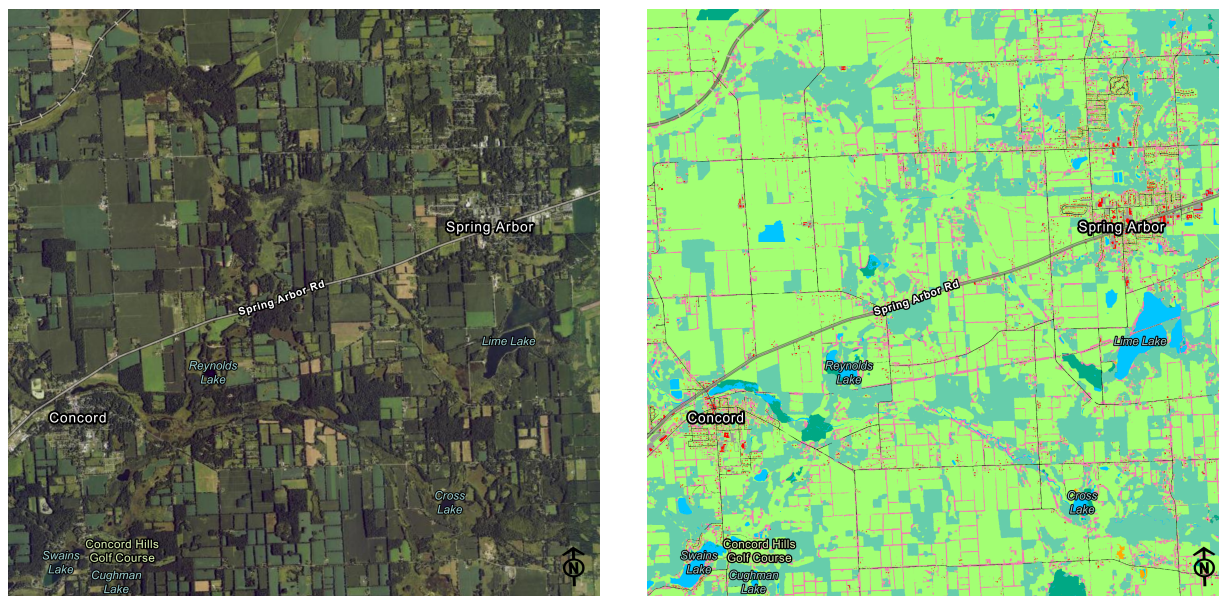 Spring Arbor
Spring Arbor Rd
Lime Lake
Reynolds
Lake
Concord
Cross
Lake
Concord Hills
Golf Course
Swains
Lake
Cughman
Lake
N
Spring Arbor
Spring Arbor Rd
Lime Lake
Reynolds
Lake
Concord
Cross
Lake
Concord Hills
Golf Course
Swains
Lake
Cughman
Lake
N